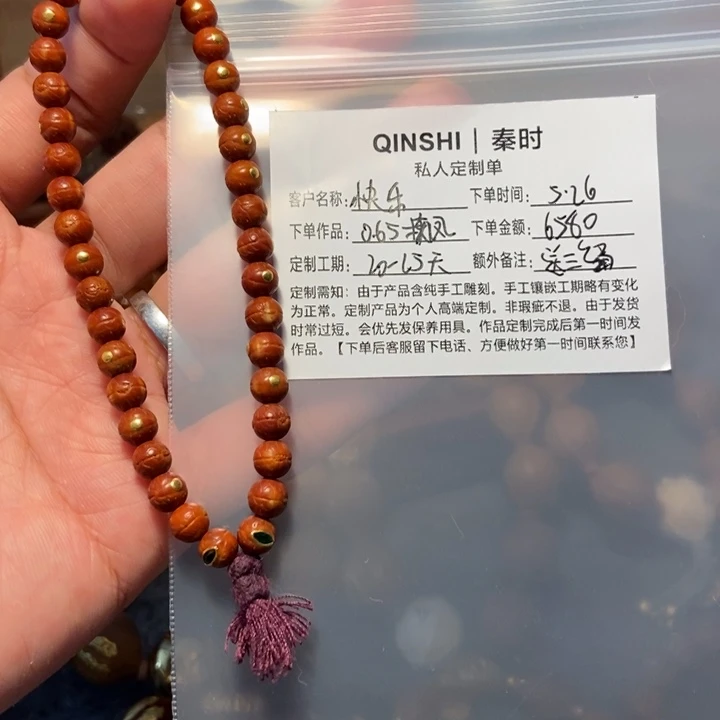 QINSHI | 秦时
私人定制单
客户名称: 快乐 下单时间: 5.26
下单作品: 0.65 下单金额: 6580
定制工期: 20-25天 额外备注: 送三
定制需知: 由于产品含纯手工雕刻。手工镶嵌工期略有变化
为正常。定制产品为个人高端定制。非瑕疵不退。由于发货
时常过短。会优先发保养用具。作品定制完成后第一时间发
作品。【下单后客服留下电话、方便做好第一时间联系您】